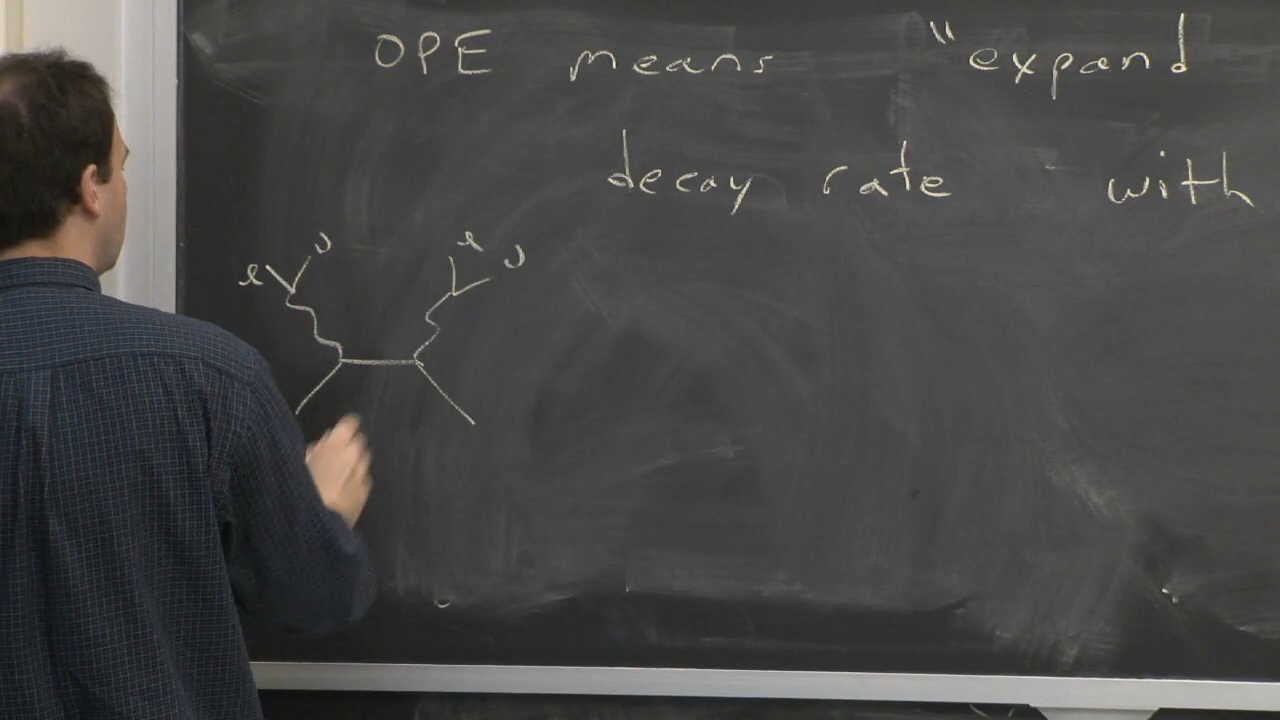 OPE means "expand
decay rate with
e ν e ν